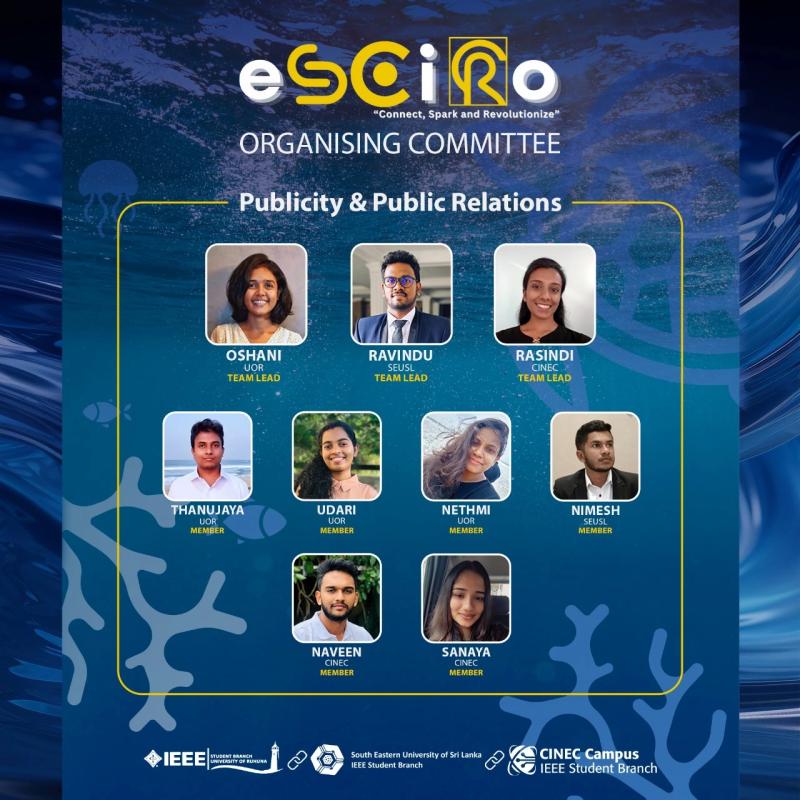 eSCiRo
"Connect, Spark and Revolutionize"
ORGANISING COMMITTEE
Publicity & Public Relations
OSHANI
UOR
TEAM LEAD
RAVINDU
SEUSL
TEAM LEAD
RASINDI
CINEC
TEAM LEAD
THANUJAYA
UOR
MEMBER
UDARI
UOR
MEMBER
NETHMI
UOR
MEMBER
NIMESH
SEUSL
MEMBER
NAVEEN
CINEC
MEMBER
SANAYA
CINEC
MEMBER
IEEE
STUDENT BRANCH
UNIVERSITY OF RUHUNA
South Eastern University of Sri Lanka
IEEE Student Branch
CINEC Campus
IEEE Student Branch